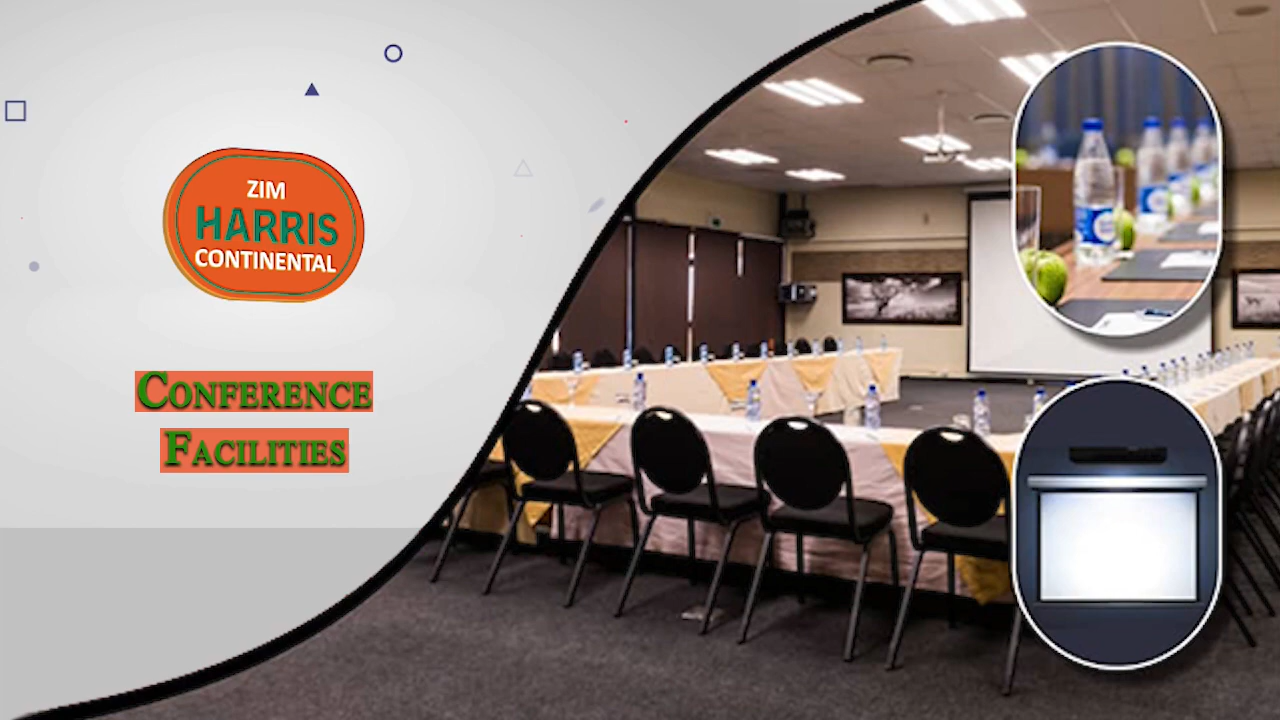 ZIM
HARRIS
CONTINENTAL
CONFERENCE
FACILITIES